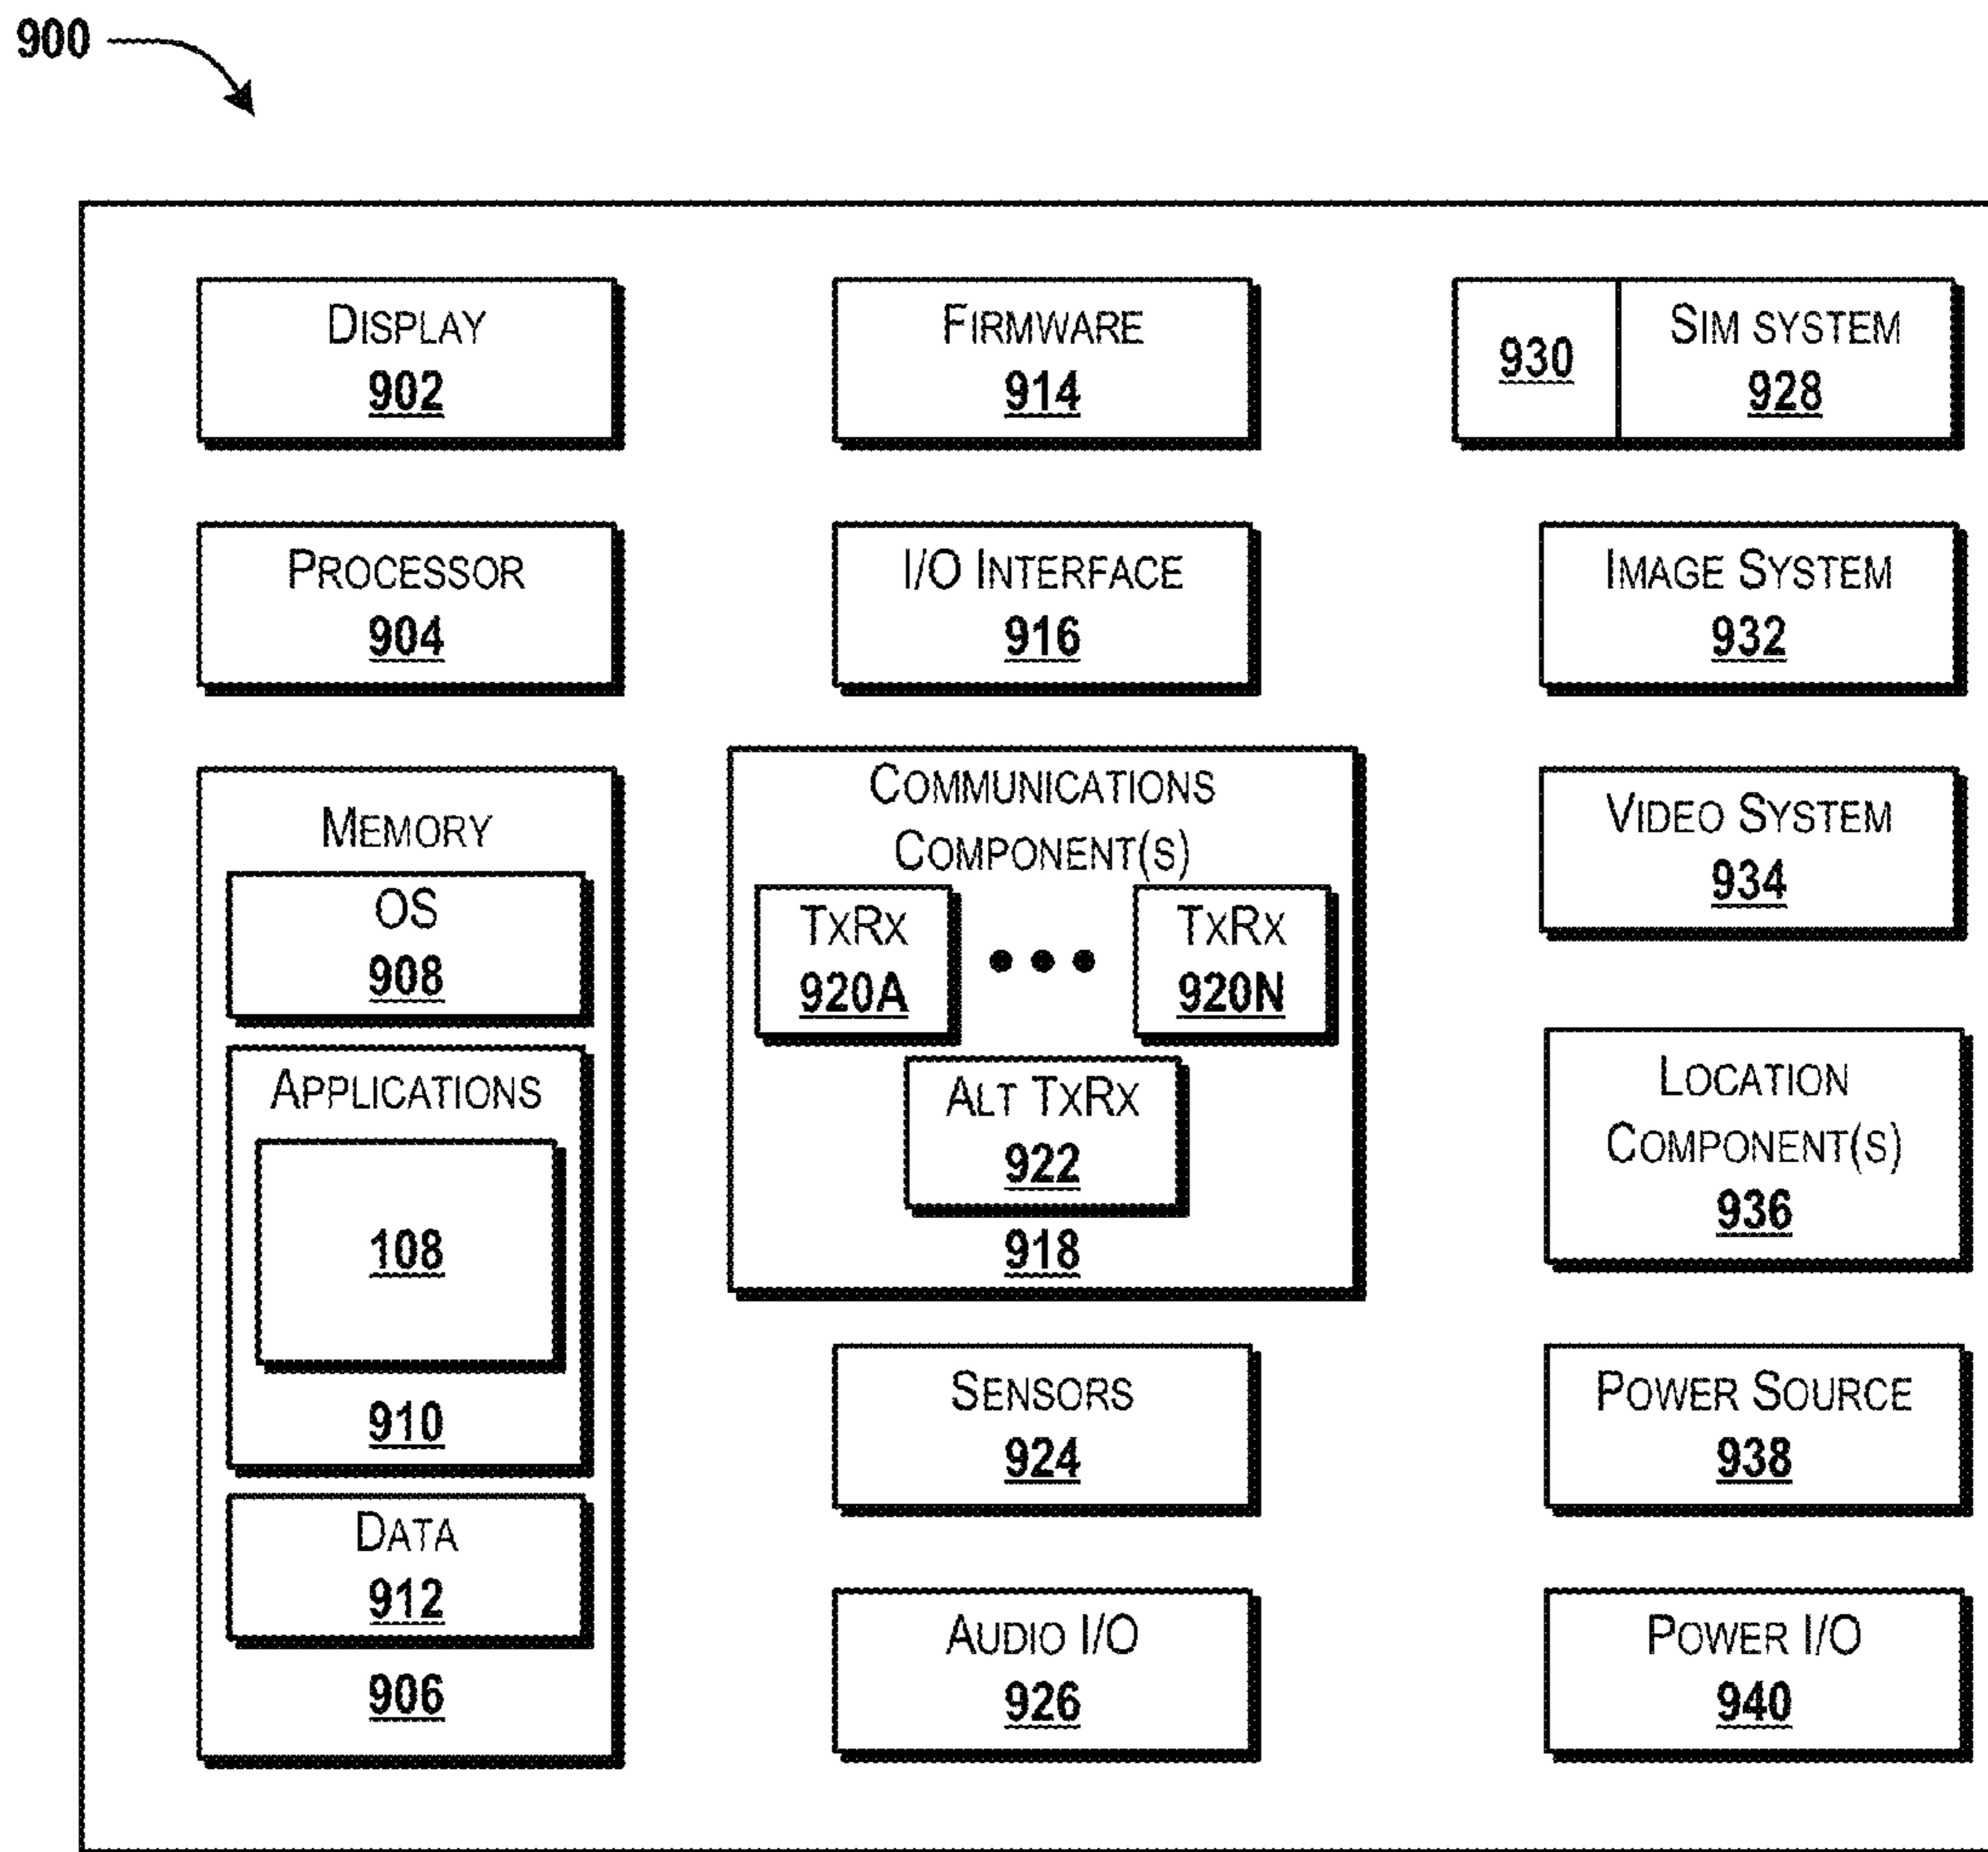 900
DISPLAY
902
PROCESSOR
904
MEMORY
OS
908
APPLICATIONS
108
910
DATA
912
906
FIRMWARE
914
I/O INTERFACE
916
COMMUNICATIONS
COMPONENT(S)
TXRX
920A
TXRX
920N
ALT TXRX
922
918
SENSORS
924
AUDIO I/O
926
930
SIM SYSTEM
928
IMAGE SYSTEM
932
VIDEO SYSTEM
934
LOCATION
COMPONENT(S)
936
POWER SOURCE
938
POWER I/O
940